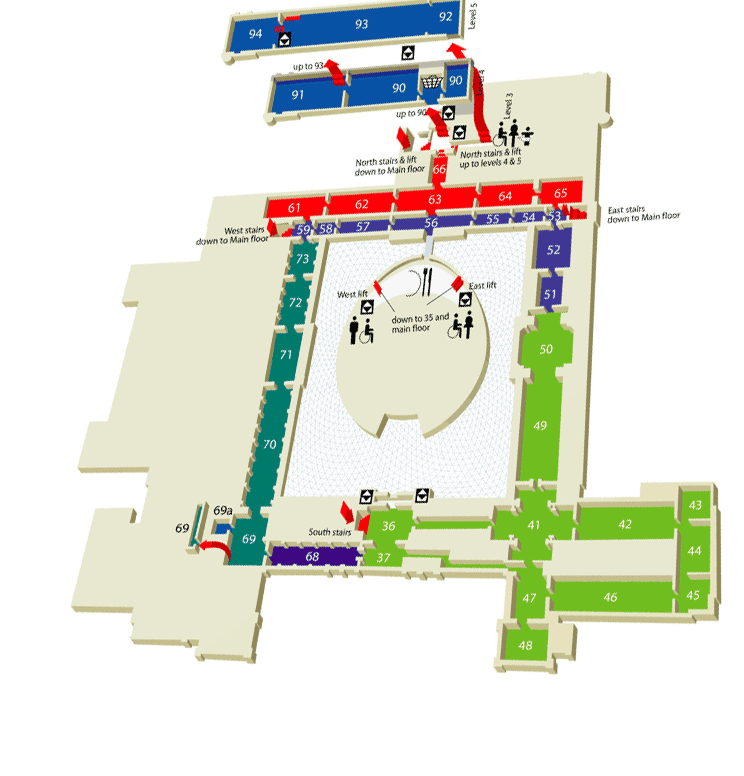 92
93
94
Level 5
up to 93
91
90
90
Level 4
up to 90
Level 3
North stairs & lift
down to Main floor
North stairs & lift
up to levels 4 & 5
66
61
62
63
64
65
West stairs
down to Main floor
59
58
57
56
55
54
53
East stairs
down to Main floor
73
52
72
51
West lift
East lift
down to 35 and
main floor
71
50
70
49
69
69a
69
South stairs
36
41
42
43
68
37
44
47
46
45
48